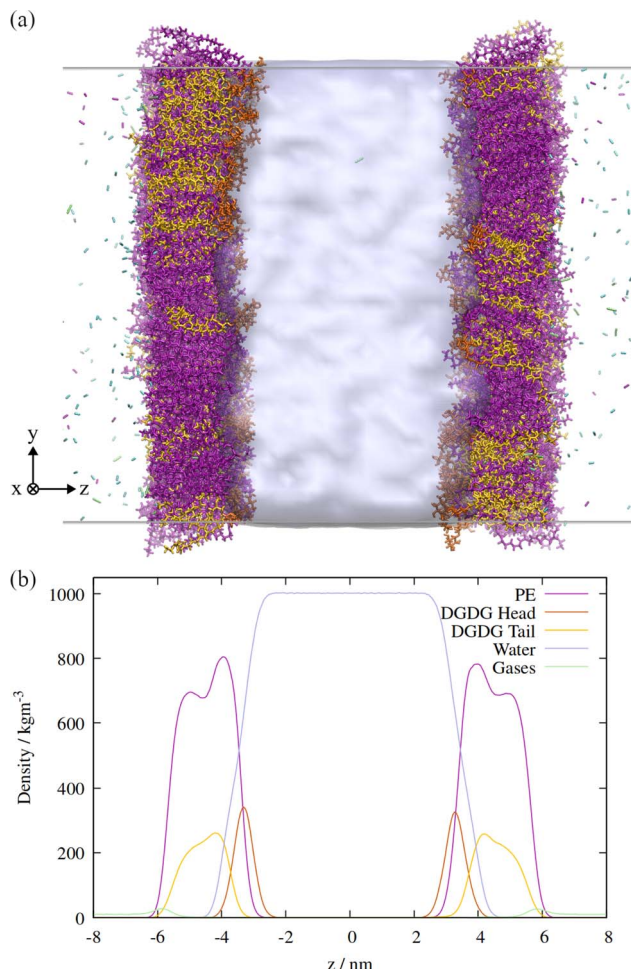 (a)
y
x
z
(b)
1000
800
600
400
200
0
Density / kgm-3
PE
DGDG Head
DGDG Tail
Water
Gases
-8 -6 -4 -2 0 2 4 6 8
z / nm